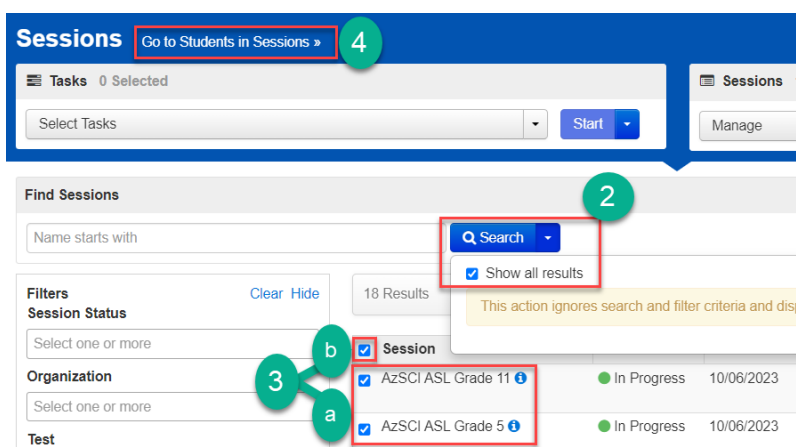 Sessions Go to Students in Sessions » 4
Tasks 0 Selected
Sessions
Select Tasks
Start
Manage
Find Sessions
2
Name starts with
Search
Show all results
Filters
Clear Hide
18 Results
This action ignores search and filter criteria and
Session Status
Select one or more
b
Session
Organization
3
AzSCI ASL Grade 11 In Progress 10/06/2023
Select one or more
a
AzSCI ASL Grade 5 In Progress 10/06/2023
Test